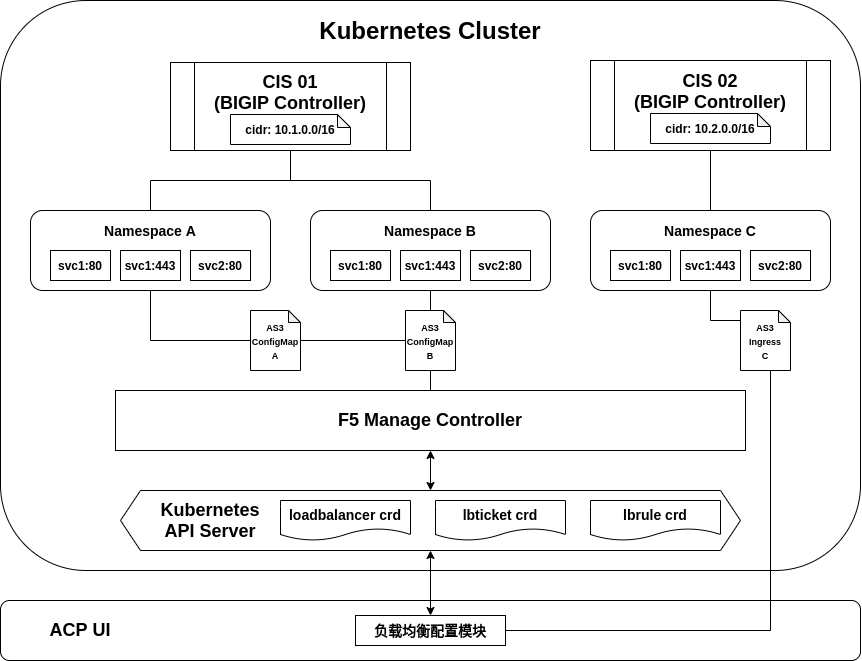 Kubernetes Cluster
CIS 01
(BIGIP Controller)
cidr: 10.1.0.0/16
CIS 02
(BIGIP Controller)
cidr: 10.2.0.0/16
Namespace A
svc1:80
svc1:443
svc2:80
Namespace B
svc1:80
svc1:443
svc2:80
Namespace C
svc1:80
svc1:443
svc2:80
AS3
ConfigMap
A
AS3
ConfigMap
B
AS3
Ingress
C
F5 Manage Controller
Kubernetes
API Server
loadbalancer crd
lbticket crd
lbrule crd
ACP UI
负载均衡配置模块